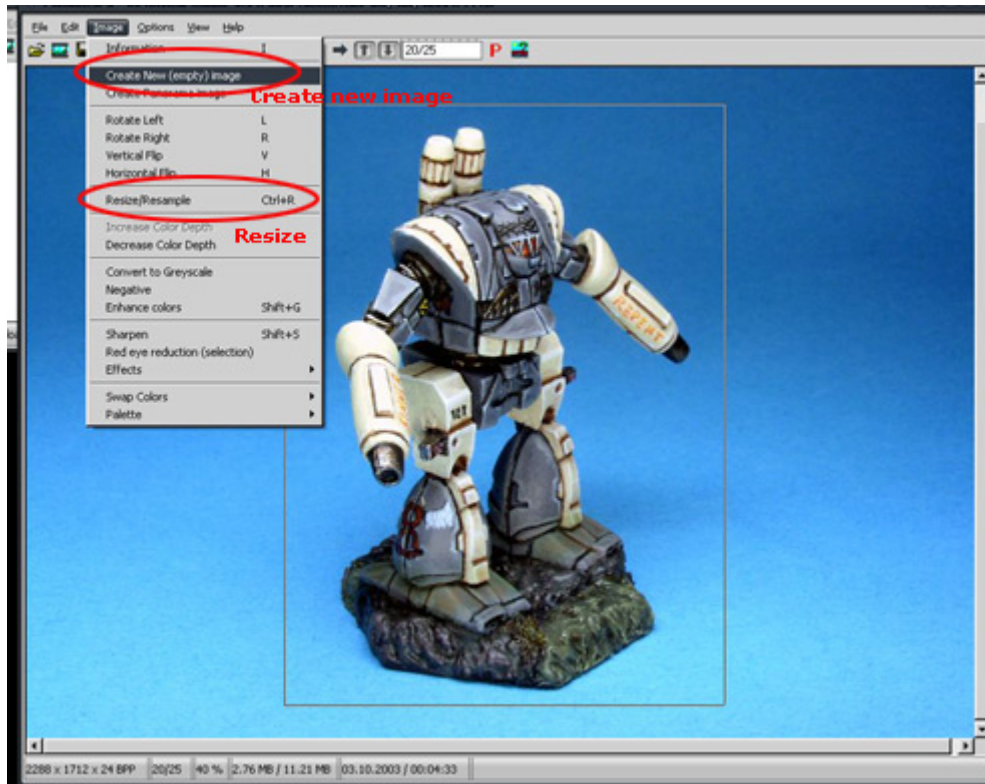 File Edit Image Options View Help
20/25 P
Information I
Create New (empty) image
Create Panorama image
Create new image
Rotate Left L
Rotate Right R
Vertical Flip V
Horizontal Flip H
Resize/Resample Ctrl+R
Increase Color Depth
Resize
Decrease Color Depth
Convert to Greyscale
Negative
Enhance colors Shift+G
Sharpen Shift+S
Red eye reduction (selection)
Effects
Swap Colors
Palette
VAL
REPENT
2288 x 1712 x 24 BPP 20/25 40 % 2.76 MB / 11.21 MB 03.10.2003 / 00:04:33